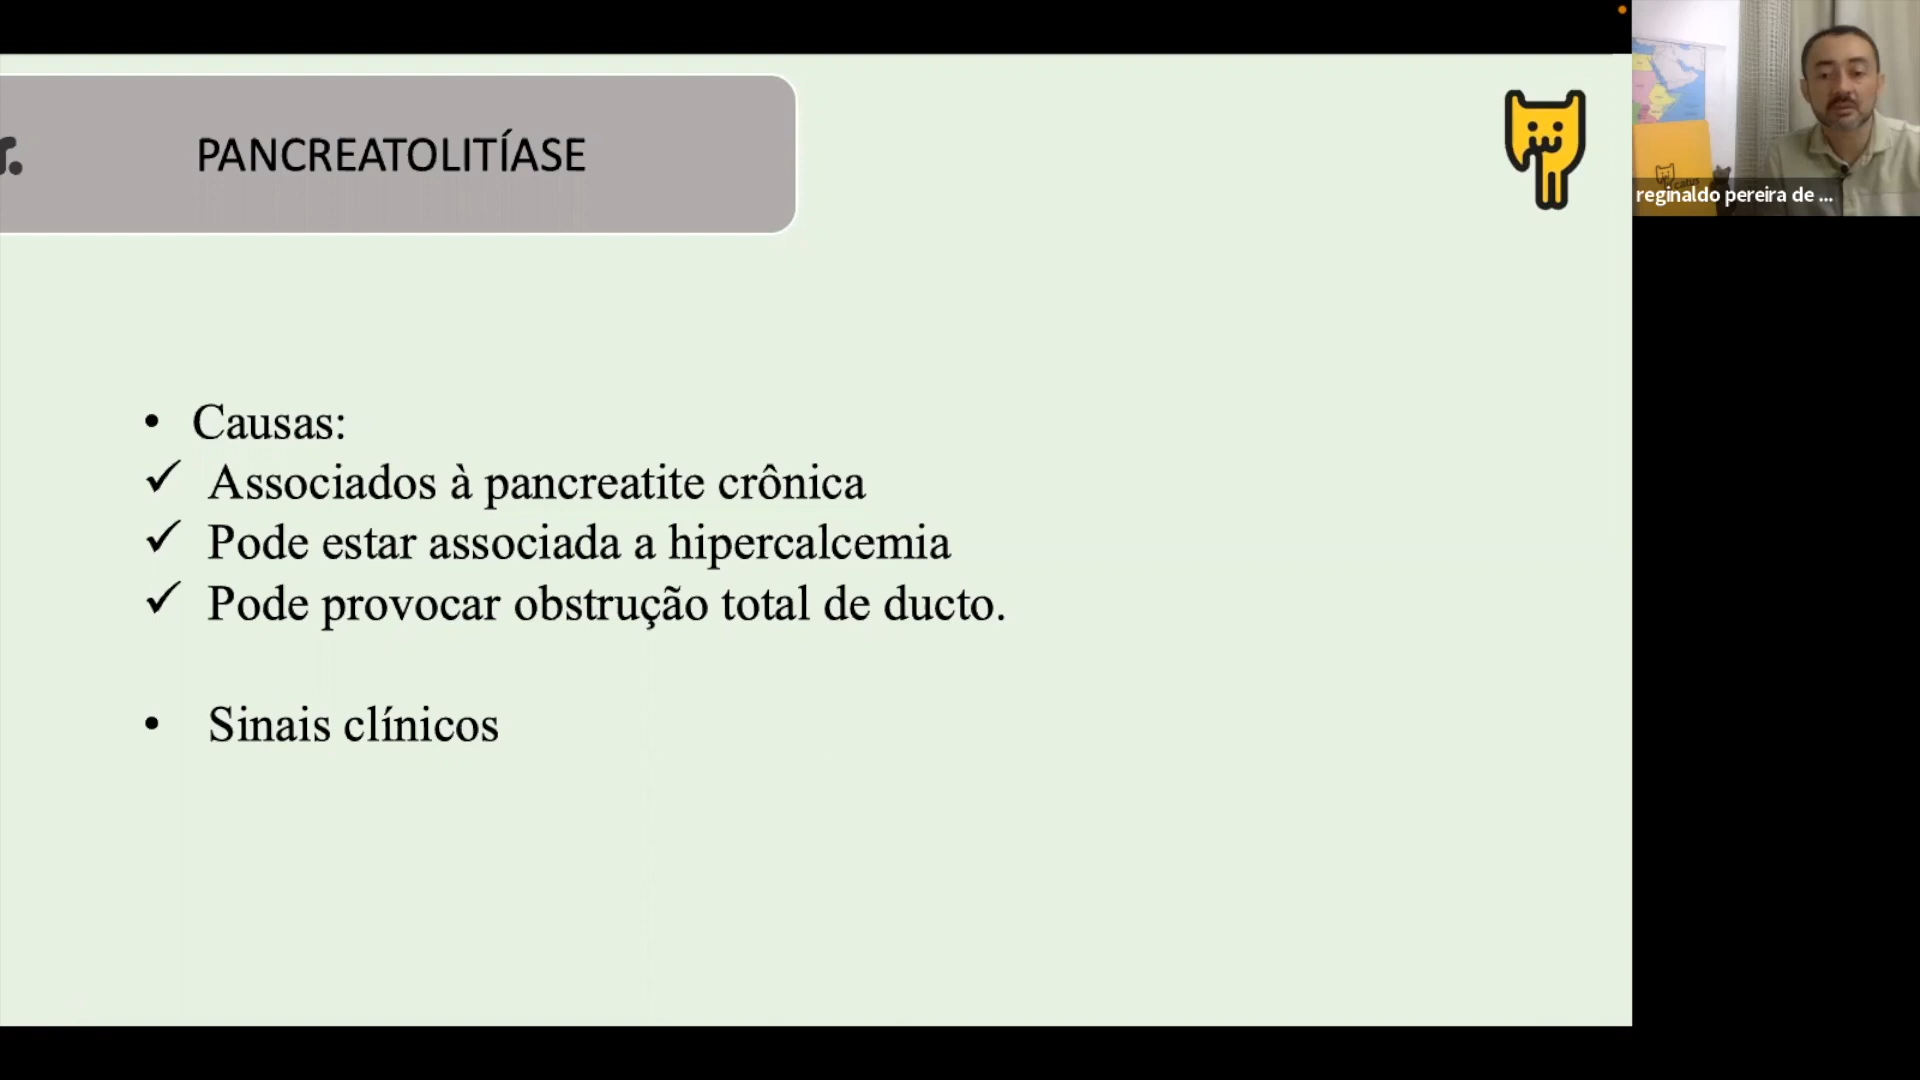 PANCREATOLITÍASE
reginaldo pereira de ...
Causas:
Associados à pancreatite crônica
Pode estar associada a hipercalcemia
Pode provocar obstrução total de ducto.
Sinais clínicos